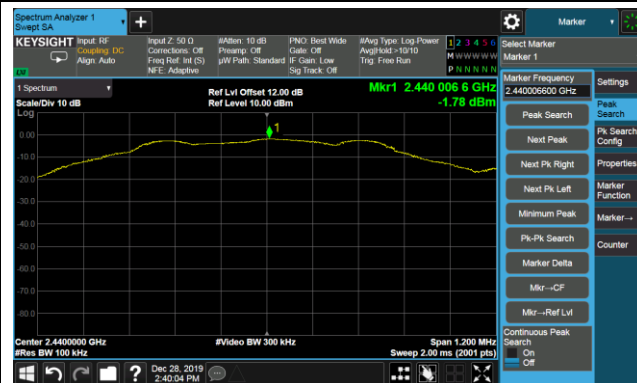 Spectrum Analyzer 1
Swept SA
Marker
KEYSIGHT
Input: RF
Coupling: DC
Align: Auto
Input Z: 50 Ω
Corrections: Off
Freq Ref: Int (S)
NFE: Adaptive
#Atten: 10 dB
Preamp: Off
µW Path: Standard
PNO: Best Wide
Gate: Off
IF Gain: Low
Sig Track: Off
#Avg Type: Log-Power
Avg|Hold:>10/10
Trig: Free Run
1 2 3 4 5 6
M W W W W W
P N N N N N
Select Marker
Marker 1
1 Spectrum
Scale/Div 10 dB
Log
Ref Lvl Offset 12.00 dB
Ref Level 10.00 dBm
Mkr1 2.440 006 6 GHz
-1.78 dBm
1
0.00
-10.0
-20.0
-30.0
-40.0
-50.0
-60.0
-70.0
-80.0
Center 2.4400000 GHz
#Res BW 100 kHz
#Video BW 300 kHz
Span 1.200 MHz
Sweep 2.00 ms (2001 pts)
Marker Frequency
2.440006600 GHz
Peak Search
Next Peak
Next Pk Right
Next Pk Left
Minimum Peak
Pk-Pk Search
Marker Delta
Mkr→CF
Mkr→Ref Lvl
Continuous Peak
Search
On
Off
Settings
Peak
Search
Pk Search
Config
Properties
Marker
Function
Marker→
Counter
?
Dec 28, 2019
2:40:04 PM